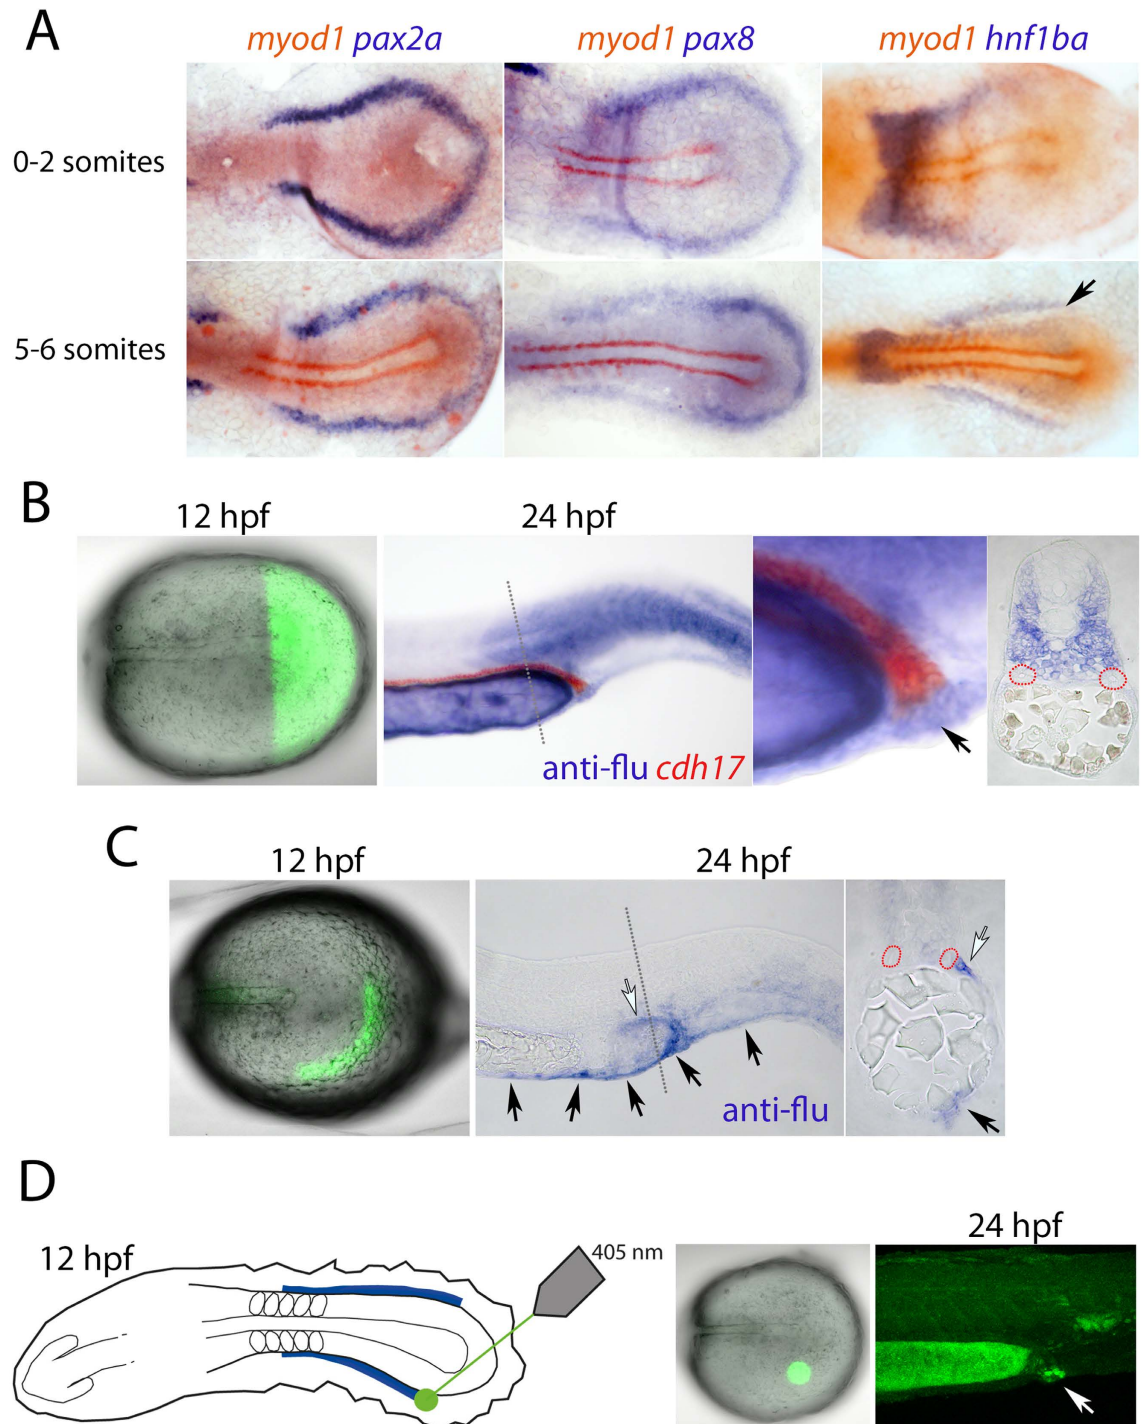 A
myod1 pax2a
myod1 pax8
myod1 hnf1ba
0-2 somites
5-6 somites
B
12 hpf
24 hpf
anti-flu cdh17
C
12 hpf
24 hpf
anti-flu
D
12 hpf
405 nm
24 hpf